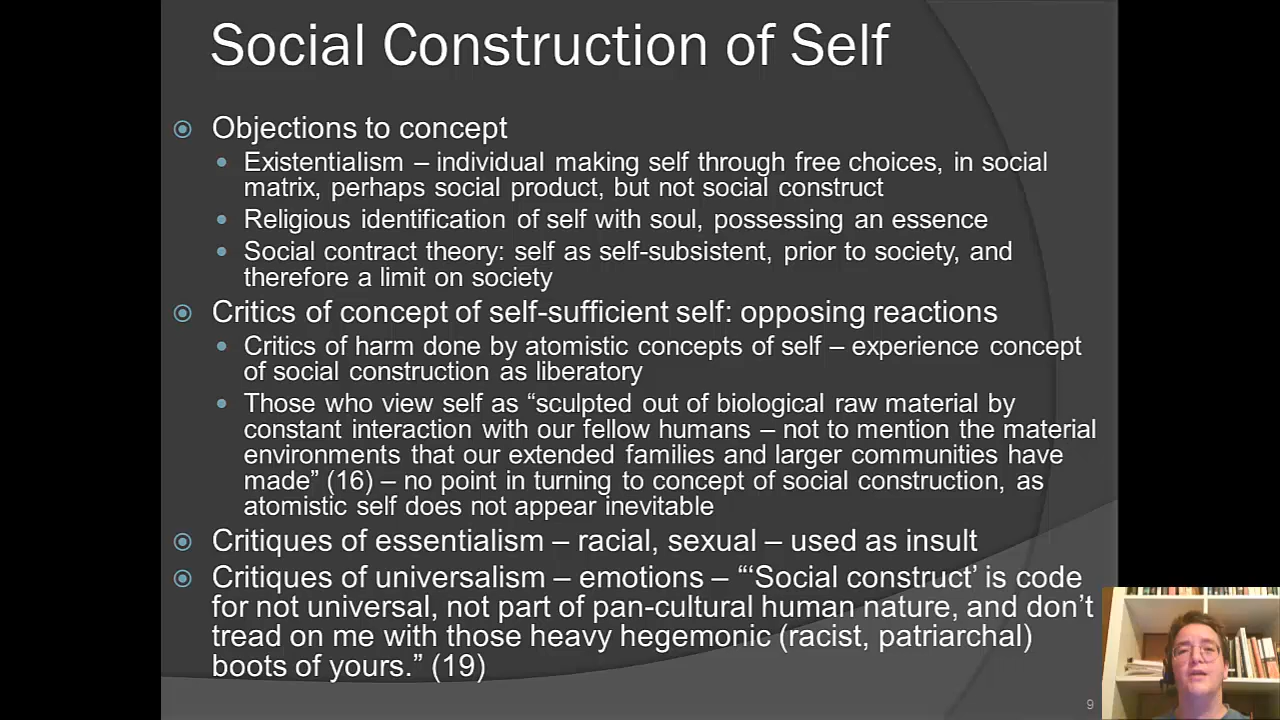 Social Construction of Self
Objections to concept
Existentialism – individual making self through free choices, in social
matrix, perhaps social product, but not social construct
Religious identification of self with soul, possessing an essence
Social contract theory: self as self-subsistent, prior to society, and
therefore a limit on society
Critics of concept of self-sufficient self: opposing reactions
Critics of harm done by atomistic concepts of self – experience concept
of social construction as liberatory
Those who view self as “sculpted out of biological raw material by
constant interaction with our fellow humans – not to mention the material
environments that our extended families and larger communities have
made” (16) – no point in turning to concept of social construction, as
atomistic self does not appear inevitable
Critiques of essentialism – racial, sexual – used as insult
Critiques of universalism – emotions – “‘Social construct’ is code
for not universal, not part of pan-cultural human nature, and don’t
tread on me with those heavy hegemonic (racist, patriarchal)
boots of yours.” (19)
9